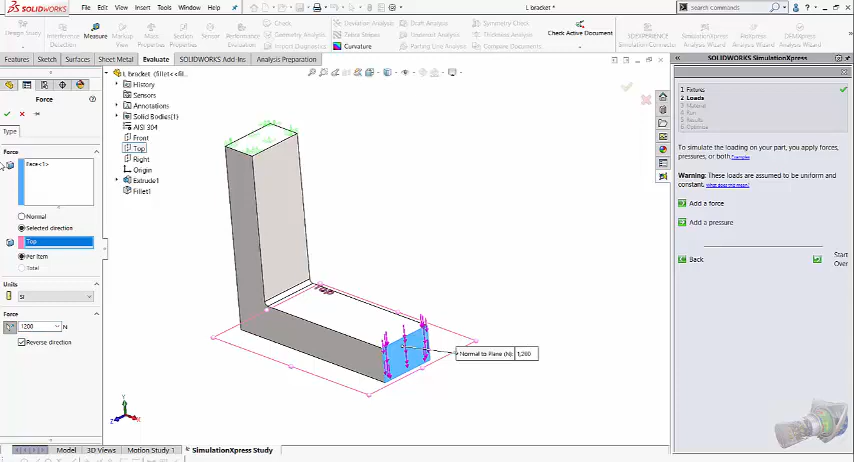 SOLIDWORKS
File Edit View Insert Tools Window
L bracket *
Search commands
Design Study
Interference Detection
Measure
Markup View
Mass Properties
Section Properties
Sensor
Performance Evaluation
Check
Geometry Analysis
Import Diagnostics
Deviation Analysis
Zebra Stripes
Curvature
Draft Analysis
Undercut Analysis
Parting Line Analysis
Symmetry Check
Thickness Analysis
Compare Documents
Check Active Document
3DEXPERIENCE Simulation Connector
SimulationXpress Analysis Wizard
FloXpress Analysis Wizard
DFMXpress Analysis Wizard
Features Sketch Surfaces Sheet Metal Evaluate SOLIDWORKS Add-Ins Analysis Preparation
Force
Type
Force
Face<1>
Normal
Selected direction
Top
Per item
Total
Units
SI
Force
1200 N
Reverse direction
History
Sensors
Annotations
Solid Bodies(1)
AISI 304
Front
Top
Right
Origin
Extrude1
Fillet1
Top
Normal to Plane (N): 1,200
Y
X
Z
SOLIDWORKS SimulationXpress
1 Fixtures
2 Loads
3 Material
4 Run
5 Results
6 Optimize
To simulate the loading on your part, you apply forces,
pressures, or both. Examples
Warning: These loads are assumed to be uniform and
constant. What does this mean?
Add a force
Add a pressure
Back
Start
Over
Model 3D Views Motion Study 1 SimulationXpress Study